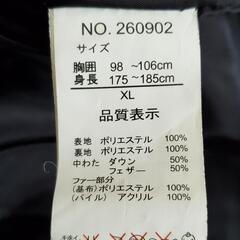 NO. 260902
サイズ
胸囲 98 ~106cm
身長 175~185cm
XL
品質表示
表地 ポリエステル 100%
裏地 ポリエステル 100%
中わた ダウン 50%
フェザー 50%
ファー部分
(基布) ポリエステル 100%
(パイル) アクリル 100%